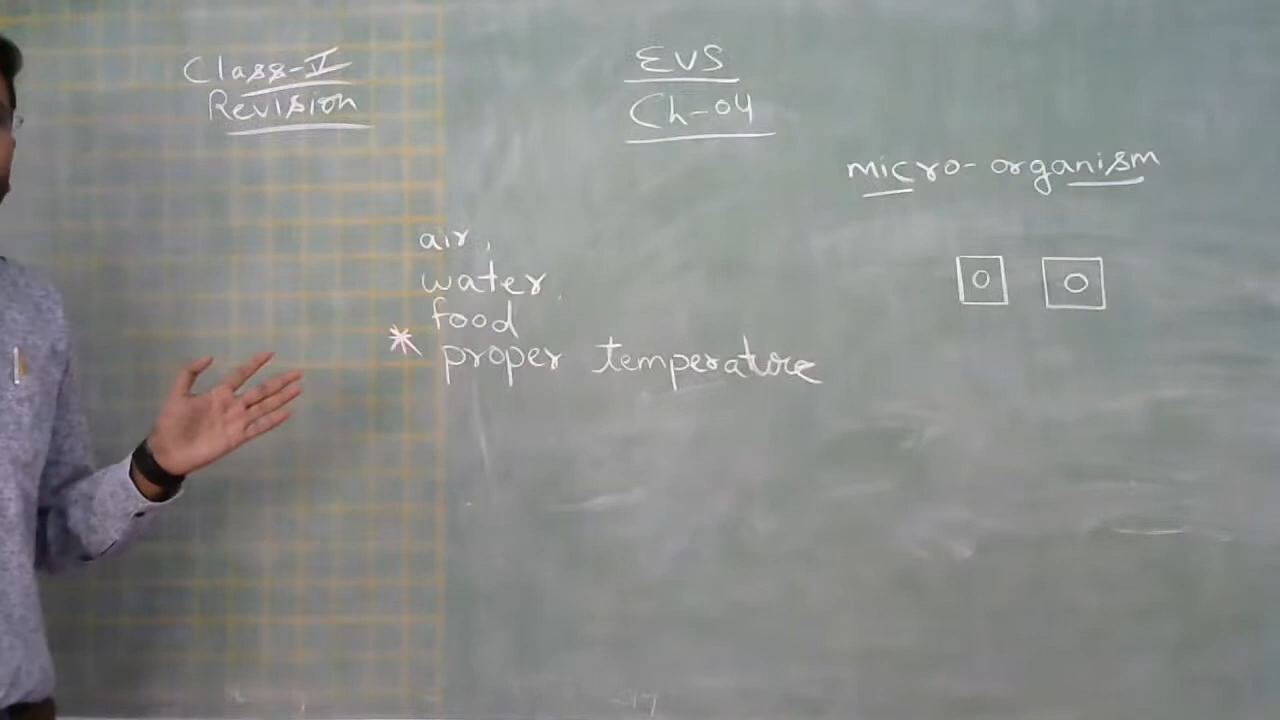 Class-V
Revision
EVS
Ch-04
micro-organism
air,
water,
food
* proper temperature